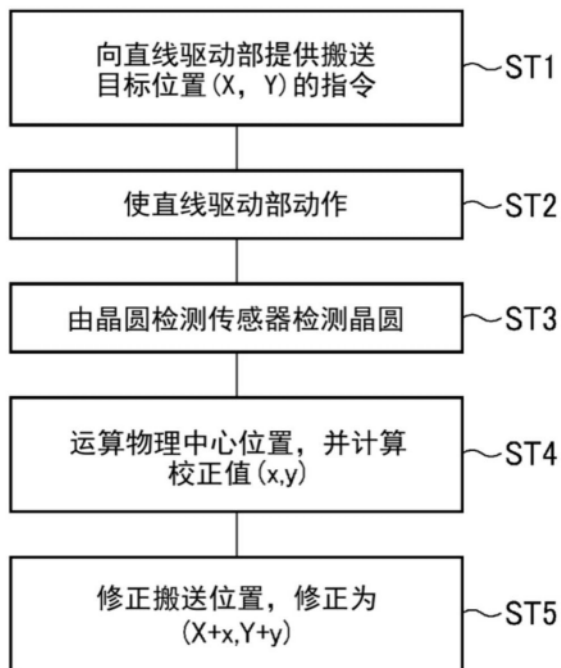 向直线驱动部提供搬送
目标位置(X, Y)的指令
ST1
使直线驱动部动作
ST2
由晶圆检测传感器检测晶圆
ST3
运算物理中心位置，并计算
校正值(x,y)
ST4
修正搬送位置，修正为
(X+x,Y+y)
ST5